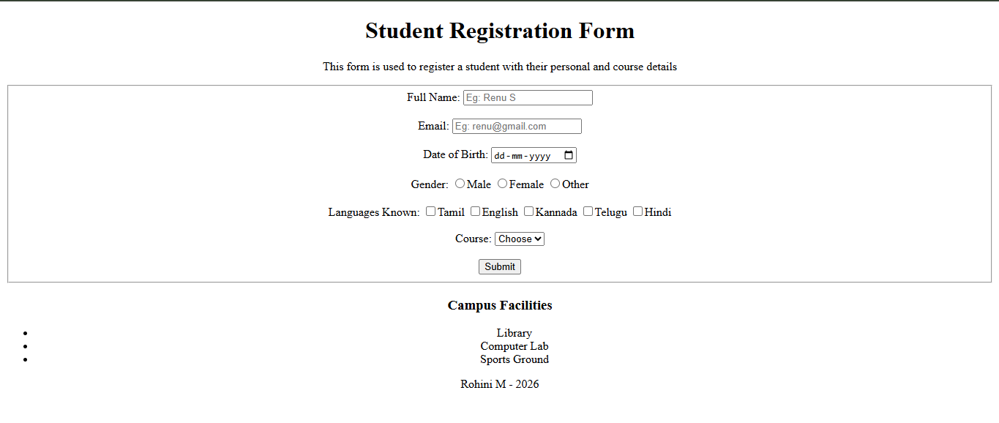 Student Registration Form
This form is used to register a student with their personal and course details
Full Name: Eg: Renu S
Email: Eg: renu@gmail.com
Date of Birth: dd-mm-yyyy
Gender: Male Female Other
Languages Known: Tamil English Kannada Telugu Hindi
Course: Choose
Submit
Campus Facilities
Library
Computer Lab
Sports Ground
Rohini M - 2026